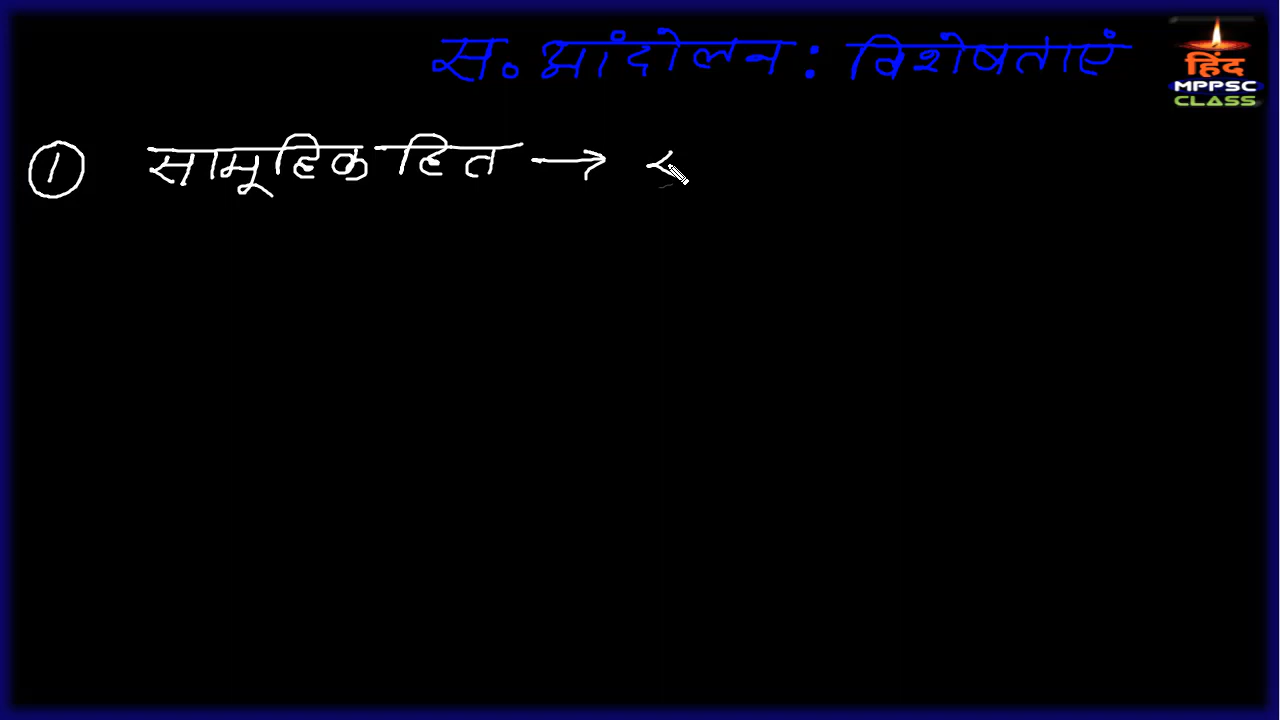 स. आंदोलन : विशेषताएं
हिंद
MPPSC
CLASS
① सामूहिक हित →